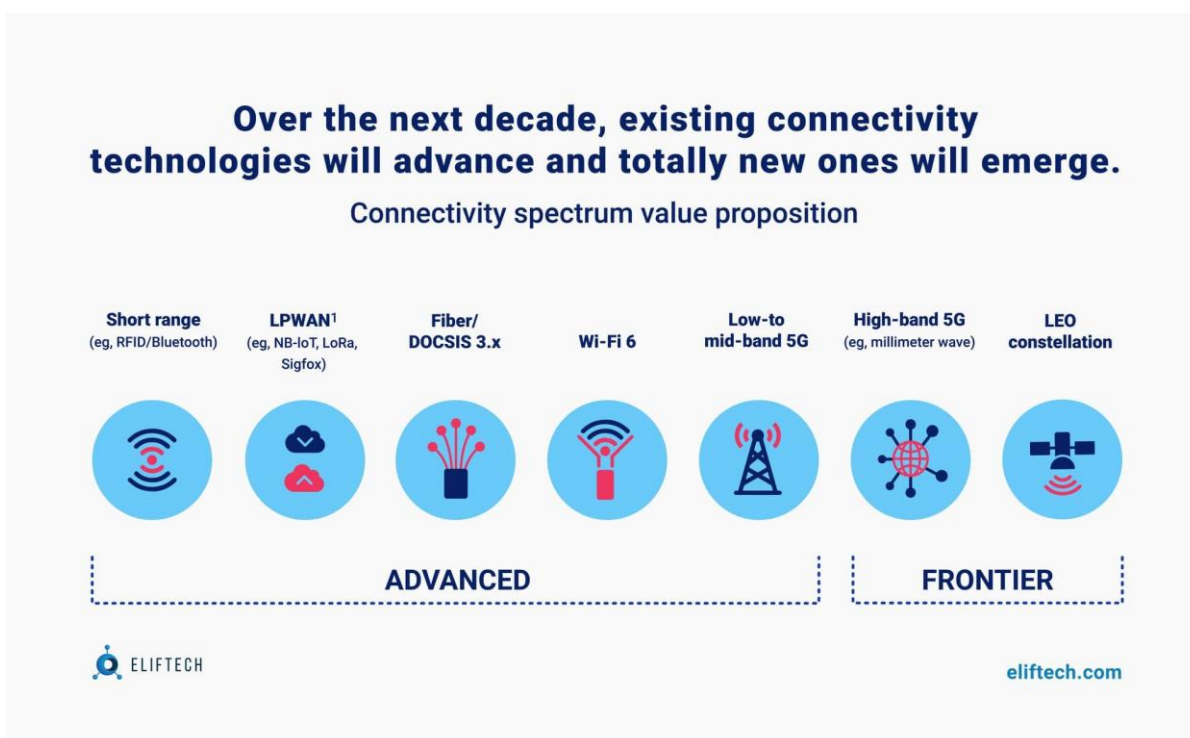 Over the next decade, existing connectivity
technologies will advance and totally new ones will emerge.
Connectivity spectrum value proposition
Short range
(eg, RFID/Bluetooth)
LPWAN¹
(eg, NB-IoT, LoRa,
Sigfox)
Fiber/
DOCSIS 3.x
Wi-Fi 6
Low-to
mid-band 5G
High-band 5G
(eg, millimeter wave)
LEO
constellation
ADVANCED
FRONTIER
ELIFTECH
eliftech.com